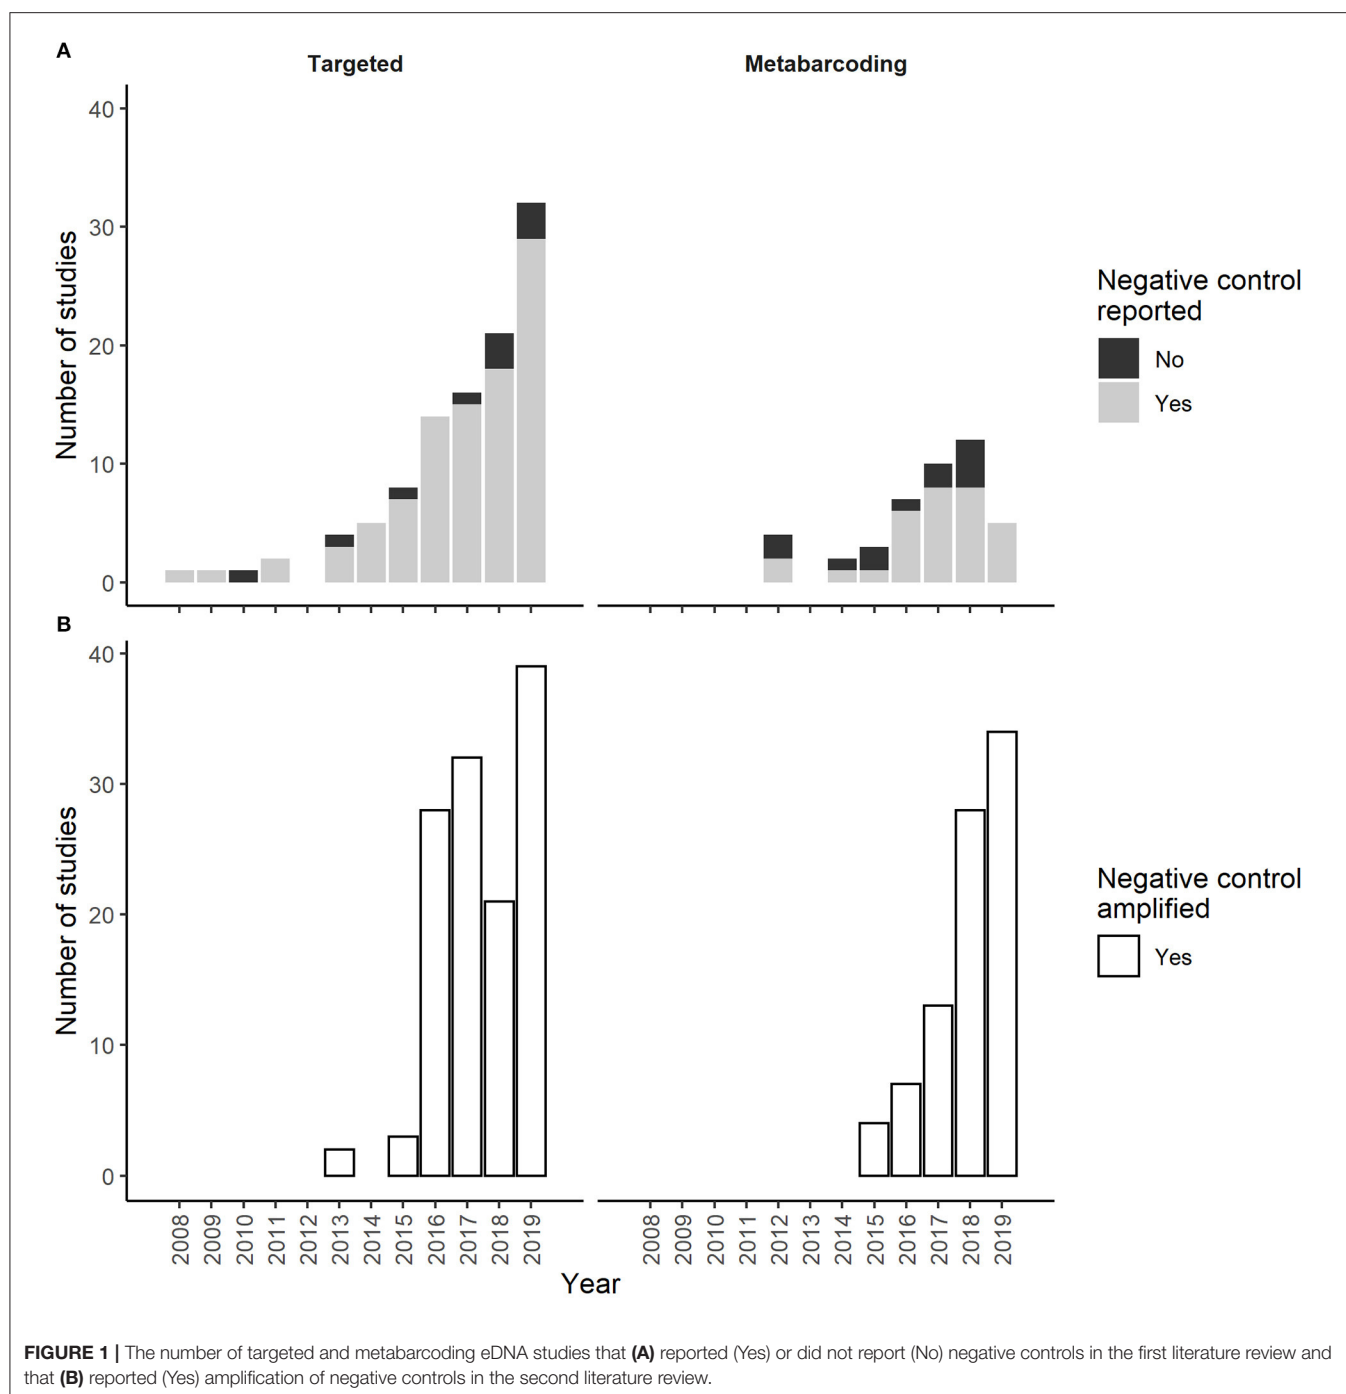 A
Targeted
Metabarcoding
40
30
20
10
0
Number of studies
Negative control
reported
No
Yes
B
40
30
20
10
0
Number of studies
Negative control
amplified
Yes
2008 2009 2010 2011 2012 2013 2014 2015 2016 2017 2018 2019
2008 2009 2010 2011 2012 2013 2014 2015 2016 2017 2018 2019
Year
FIGURE 1 | The number of targeted and metabarcoding eDNA studies that (A) reported (Yes) or did not report (No) negative controls in the first literature review and
that (B) reported (Yes) amplification of negative controls in the second literature review.